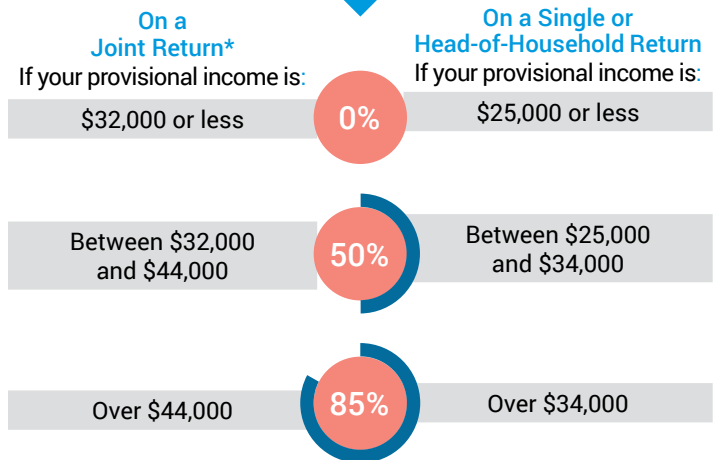 On a
Joint Return*
If your provisional income is:
On a Single or
Head-of-Household Return
If your provisional income is:
$32,000 or less
0%
$25,000 or less
Between $32,000
and $44,000
50%
Between $25,000
and $34,000
Over $44,000
85%
Over $34,000